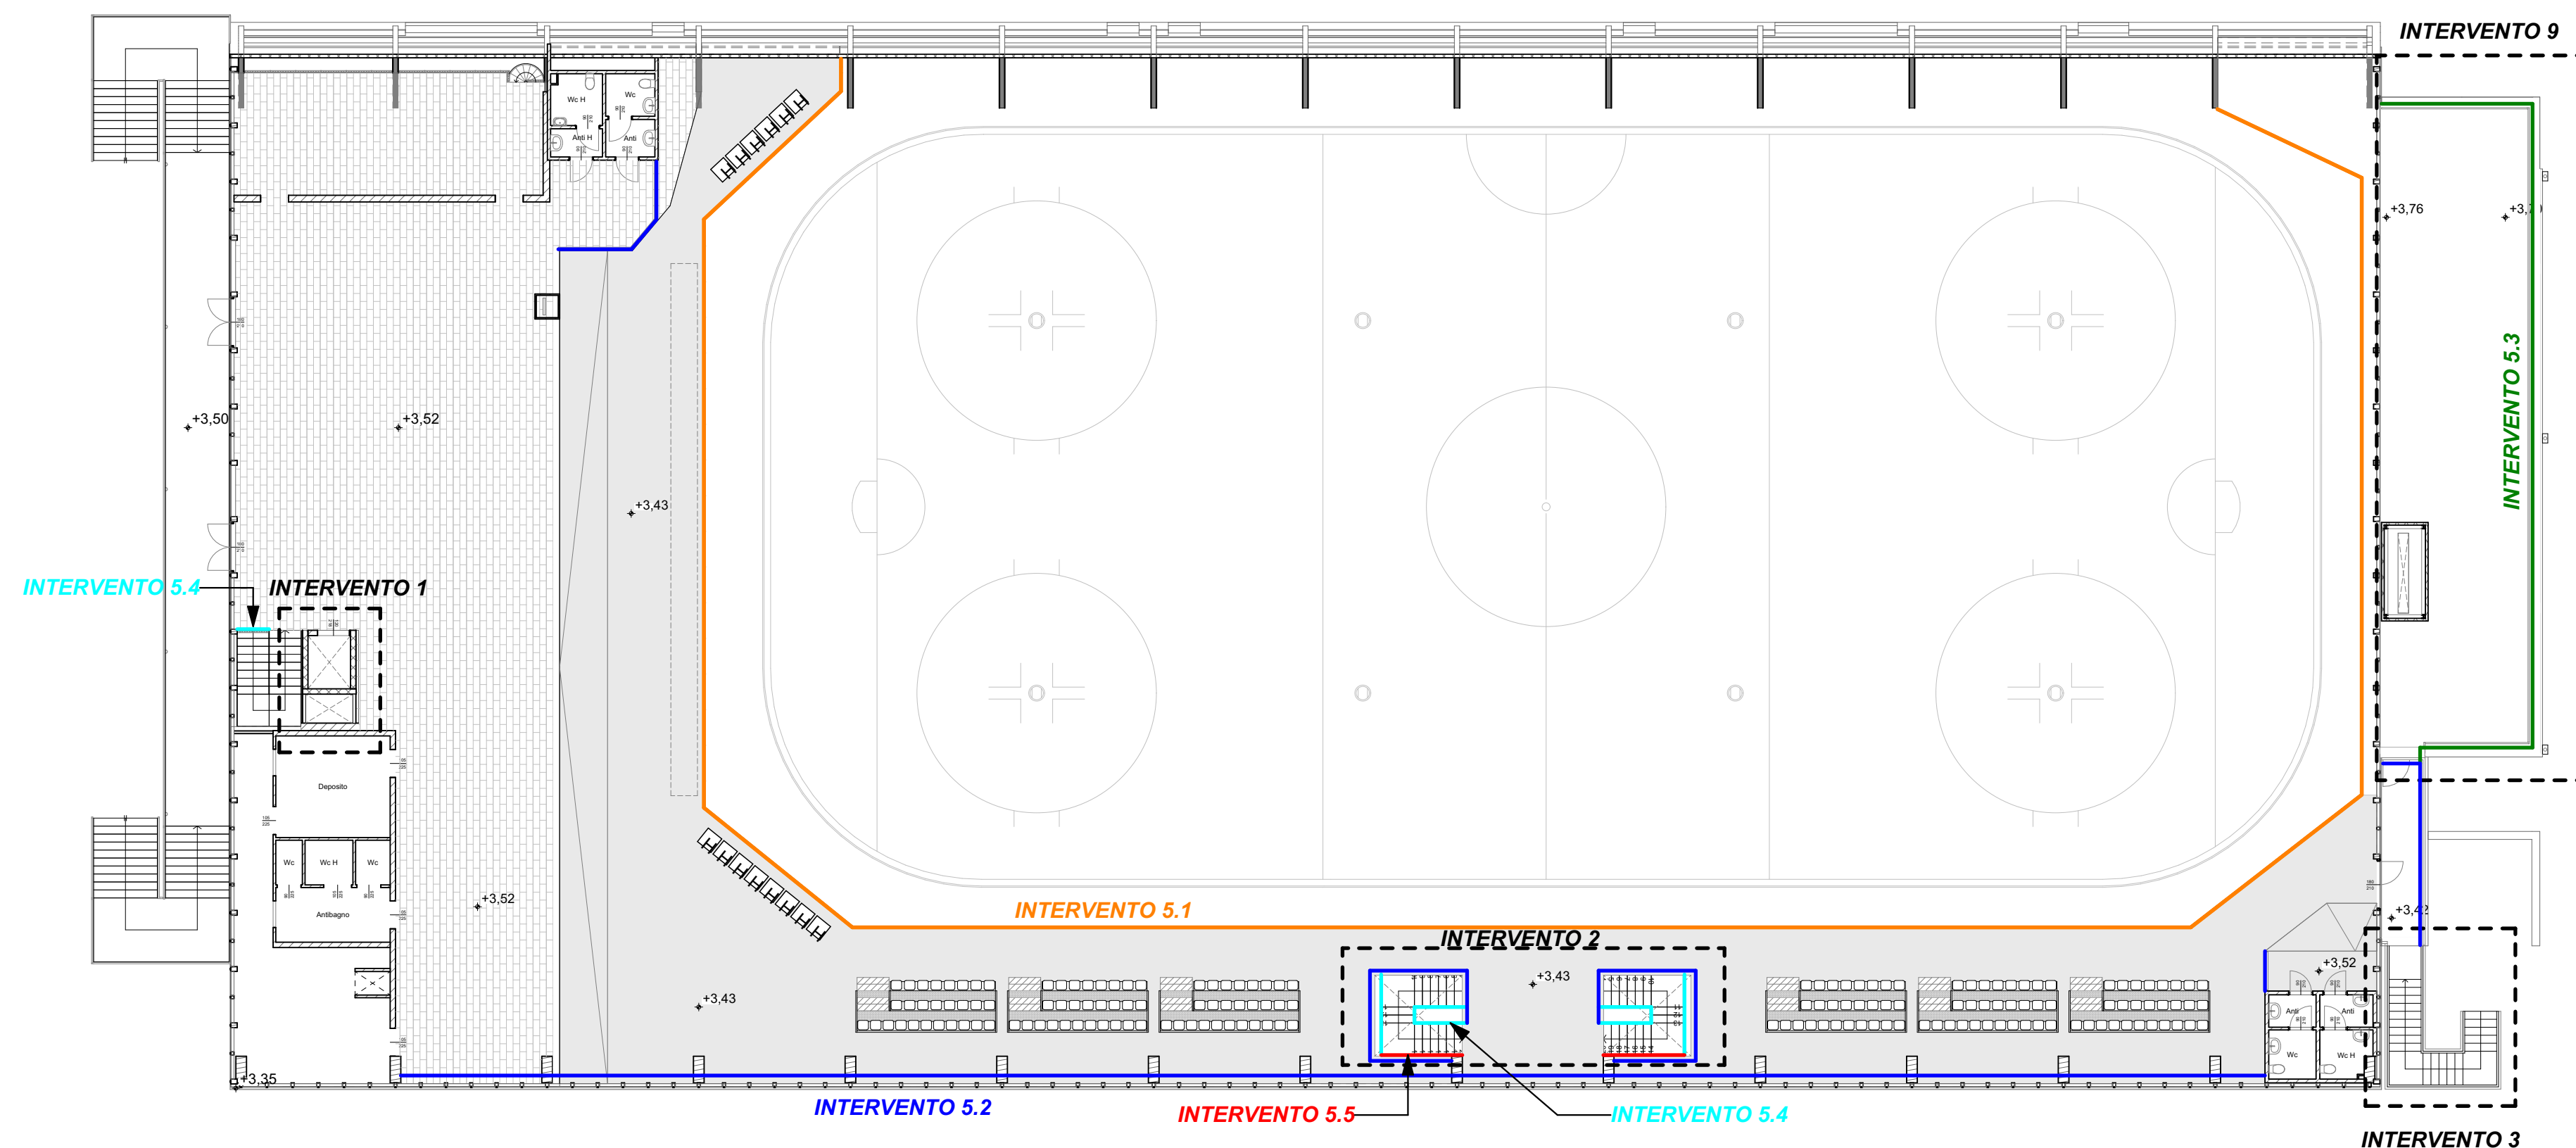 INTERVENTO 9
Wc H
Wc
Anti H
Anti
+3,76
+3,7
+3,50
+3,52
INTERVENTO 5.3
+3,43
INTERVENTO 5.4
INTERVENTO 1
Deposito
Wc
Wc H
Wc
Antibagno
+3,52
INTERVENTO 5.1
+3,42
INTERVENTO 2
+3,43
+3,52
+3,43
Anti
Anti
Wc
Wc H
+3,35
INTERVENTO 5.2
INTERVENTO 5.5
INTERVENTO 5.4
INTERVENTO 3